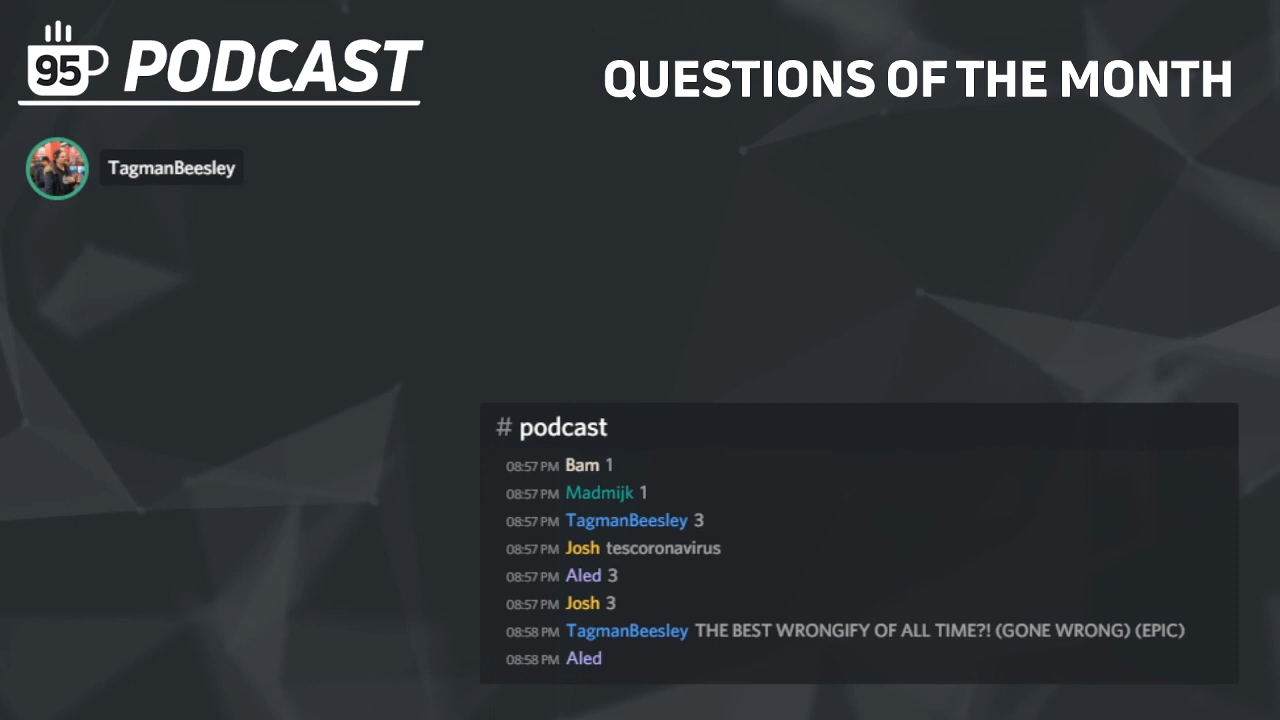 95 PODCAST
QUESTIONS OF THE MONTH
TagmanBeesley
# podcast
08:57 PM Bam 1
08:57 PM Madmijk 1
08:57 PM TagmanBeesley 3
08:57 PM Josh tescoronavirus
08:57 PM Aled 3
08:57 PM Josh 3
08:58 PM TagmanBeesley THE BEST WRONGIFY OF ALL TIME?! (GONE WRONG) (EPIC)
08:58 PM Aled